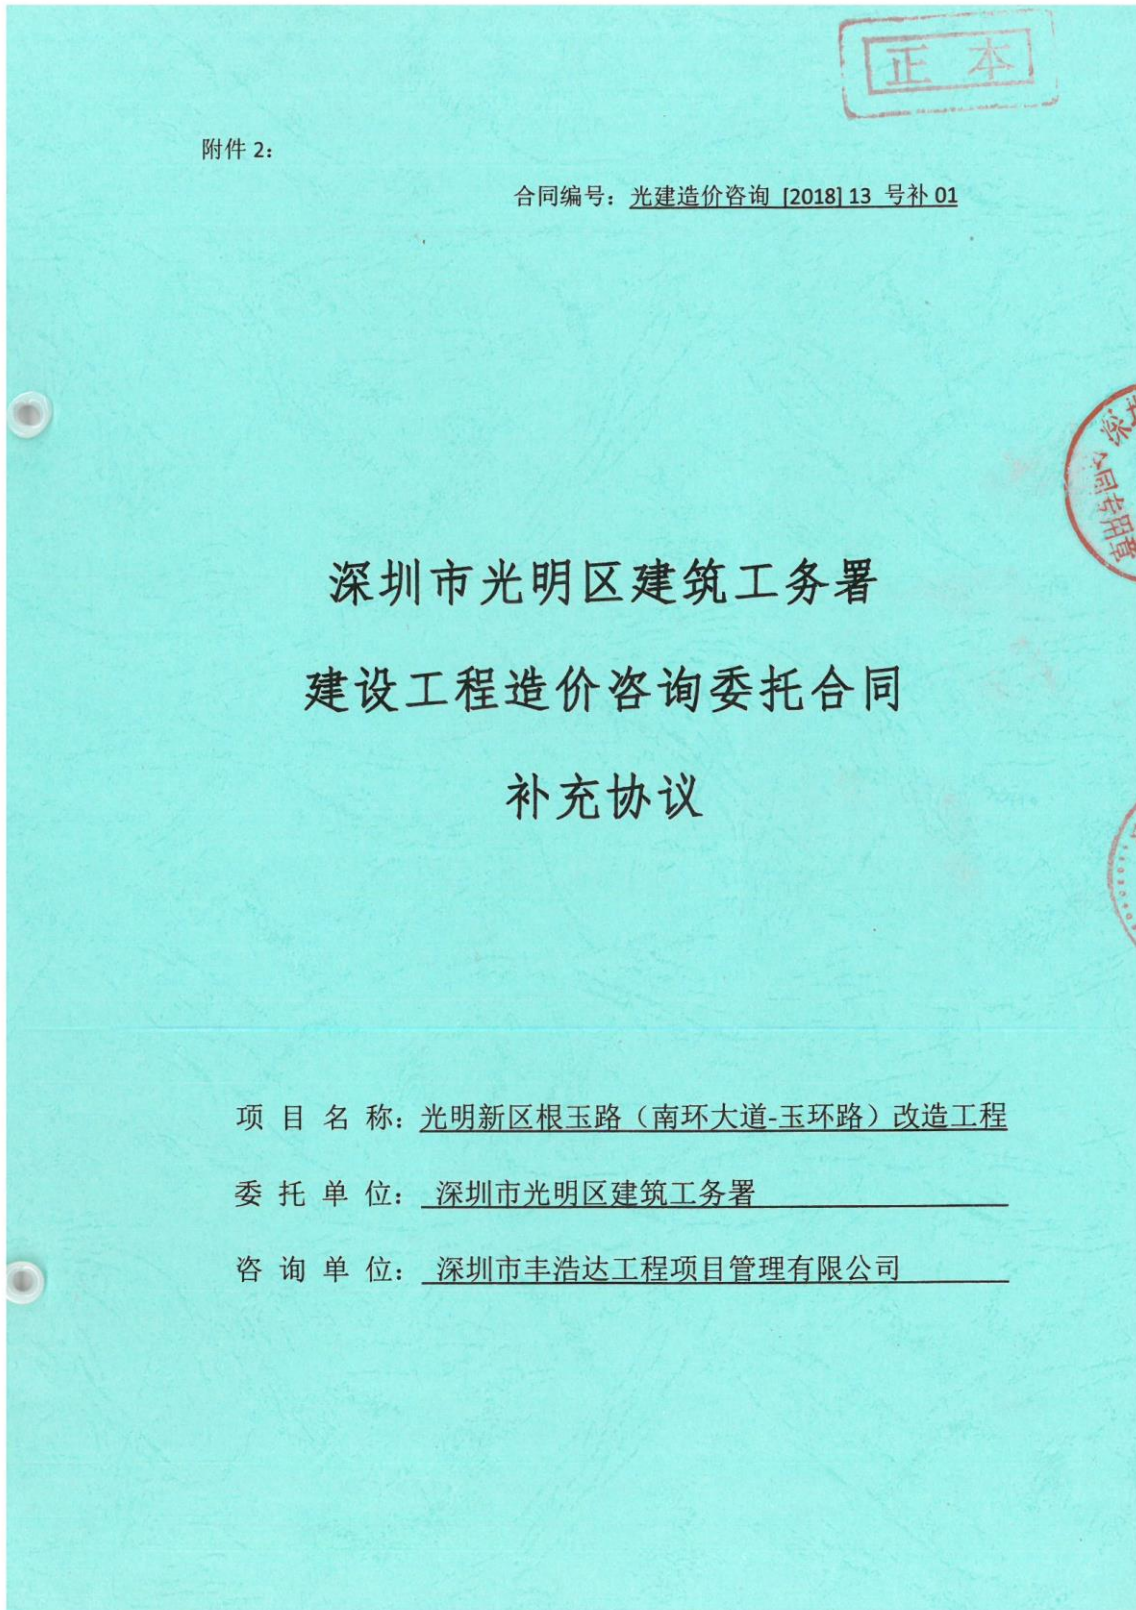 正 本
附件 2：
合同编号：光建造价咨询 [2018] 13 号补 01
深圳市光明区建筑工务署
建设工程造价咨询委托合同
补充协议
同专用章
项 目 名 称：光明新区根玉路（南环大道-玉环路）改造工程
委 托 单 位：深圳市光明区建筑工务署
咨 询 单 位：深圳市丰浩达工程项目管理有限公司